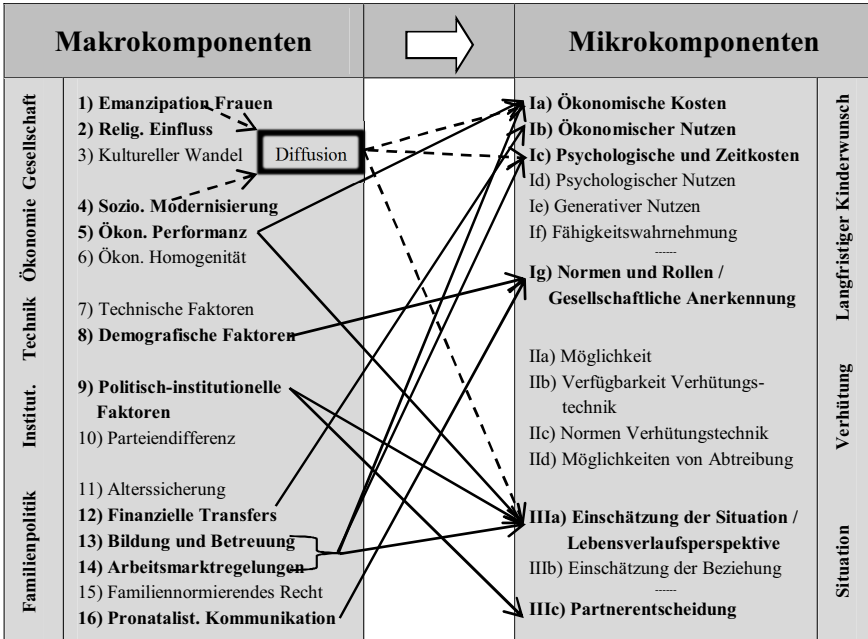 Makrokomponenten
Mikrokomponenten
Gesellschaft
1) Emanzipation Frauen
2) Relig. Einfluss
3) Kultureller Wandel
Diffusion
Ökonomie
4) Sozio. Modernisierung
5) Ökon. Performanz
6) Ökon. Homogenität
Technik
7) Technische Faktoren
8) Demografische Faktoren
Institut.
9) Politisch-institutionelle
Faktoren
10) Parteiendifferenz
Familienpolitik
11) Alterssicherung
12) Finanzielle Transfers
13) Bildung und Betreuung
14) Arbeitsmarktregelungen
15) Familiennormierendes Recht
16) Pronatalist. Kommunikation
Ia) Ökonomische Kosten
Ib) Ökonomischer Nutzen
Ic) Psychologische und Zeitkosten
Id) Psychologischer Nutzen
Ie) Generativer Nutzen
If) Fähigkeitswahrnehmung
------
Ig) Normen und Rollen /
Gesellschaftliche Anerkennung
Langfristiger Kinderwunsch
IIa) Möglichkeit
IIb) Verfügbarkeit Verhütungs-
technik
IIc) Normen Verhütungstechnik
IId) Möglichkeiten von Abtreibung
Verhütung
IIIa) Einschätzung der Situation /
Lebensverlaufsperspektive
IIIb) Einschätzung der Beziehung
------
IIIc) Partnerentscheidung
Situation